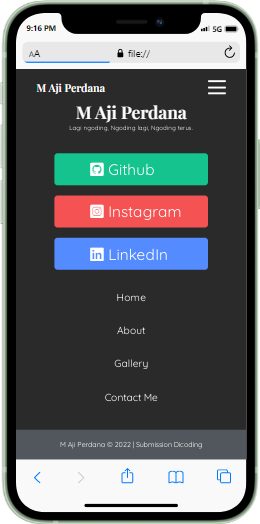 9:16 PM 5G
AA file://
M Aji Perdana
M Aji Perdana
Lagi ngoding, Ngoding lagi, Ngoding terus.
Github
Instagram
LinkedIn
Home
About
Gallery
Contact Me
M Aji Perdana © 2022 | Submission Dicoding